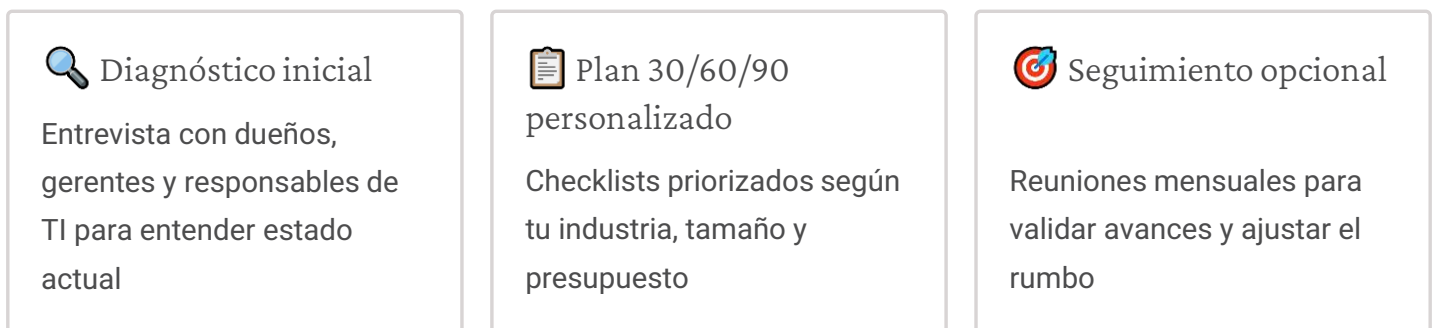 🔍 Diagnóstico inicial
Entrevista con dueños,
gerentes y responsables de
TI para entender estado
actual
📋 Plan 30/60/90
personalizado
Checklists priorizados según
tu industria, tamaño y
presupuesto
🎯 Seguimiento opcional
Reuniones mensuales para
validar avances y ajustar el
rumbo